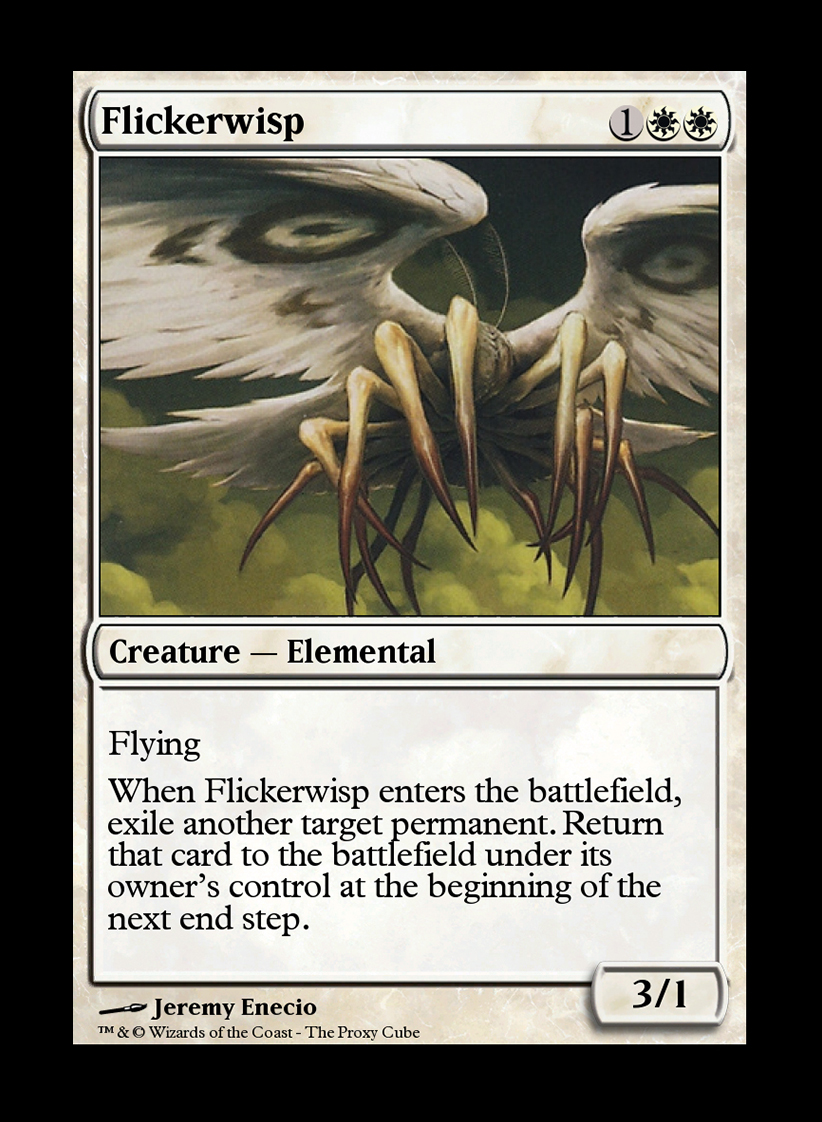 Flickerwisp 1
Creature — Elemental
Flying
When Flickerwisp enters the battlefield,
exile another target permanent. Return
that card to the battlefield under its
owner’s control at the beginning of the
next end step.
3/1
Jeremy Enecio
™ & © Wizards of the Coast - The Proxy Cube